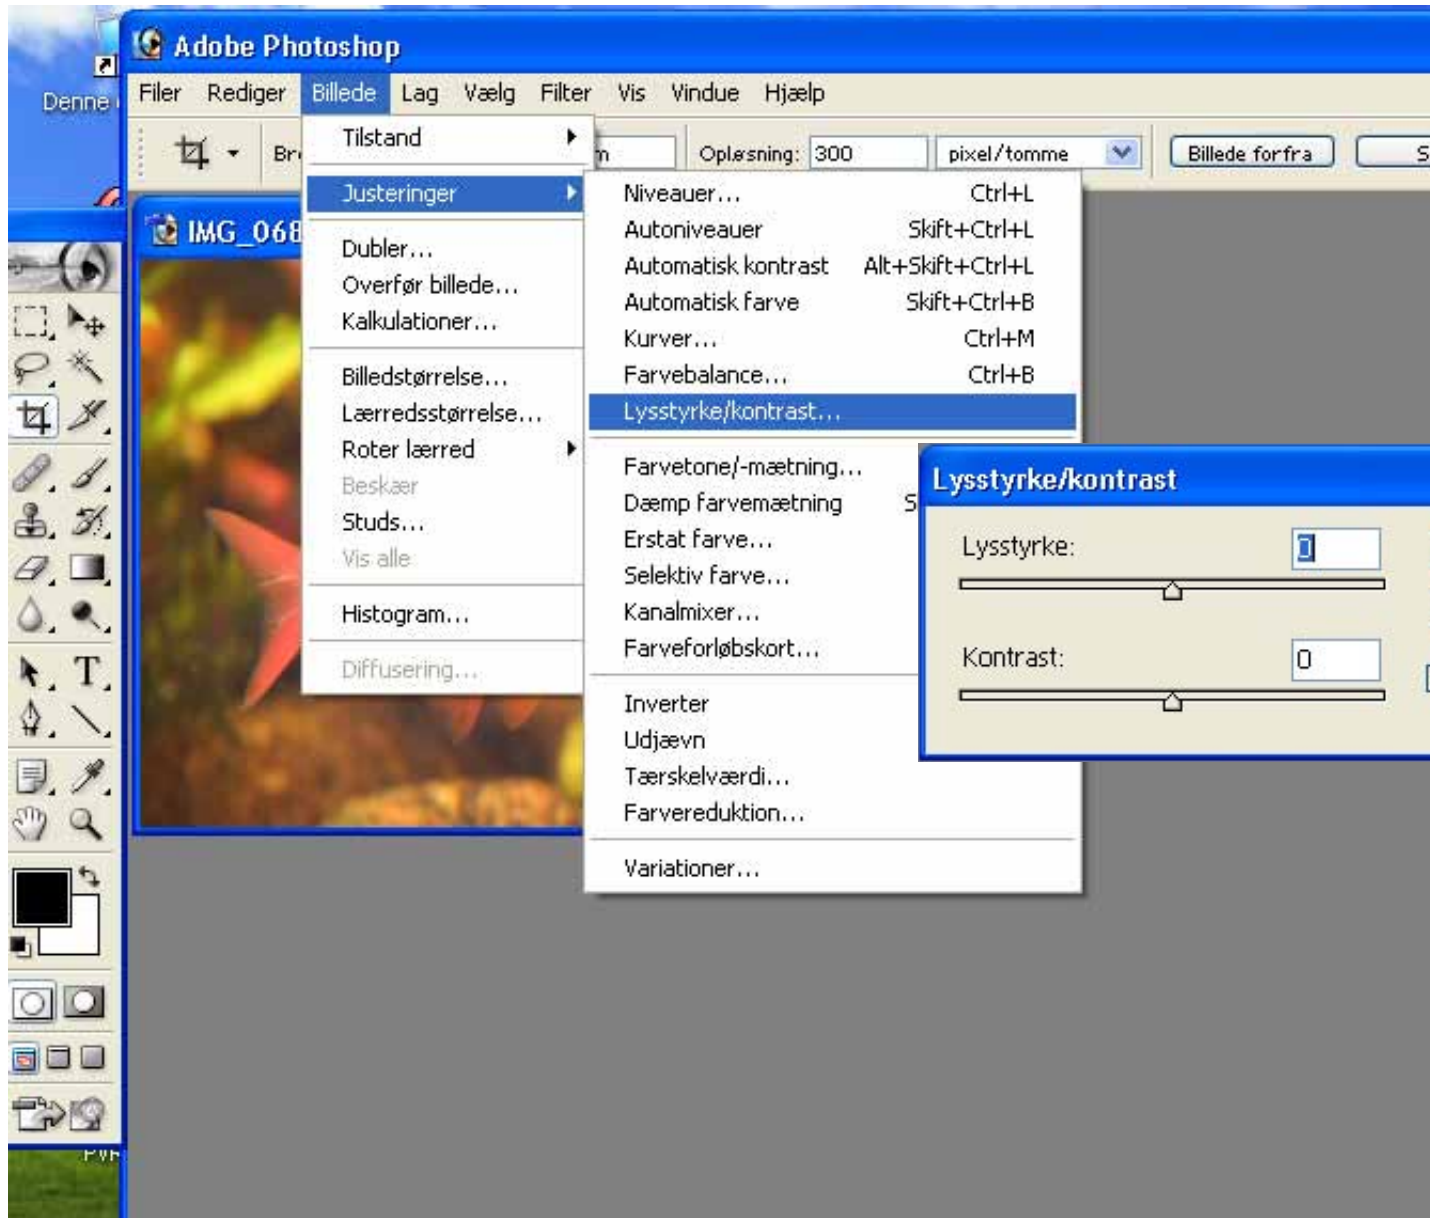 Adobe Photoshop
Denne
Filer Rediger Billede Lag Vælg Filter Vis Vindue Hjælp
Opløsning: 300 pixel/tomme Billede forfra
IMG_068
Tilstand
Justeringer
Dubler...
Overfør billede...
Kalkulationer...
Billedstørrelse...
Lærredsstørrelse...
Roter lærred
Beskær
Studs...
Vis alle
Histogram...
Diffusering...
Niveauer... Ctrl+L
Autoniveauer Skift+Ctrl+L
Automatisk kontrast Alt+Skift+Ctrl+L
Automatisk farve Skift+Ctrl+B
Kurver... Ctrl+M
Farvebalance... Ctrl+B
Lysstyrke/kontrast...
Farvetone/-mætning...
Dæmp farvemætning
Erstat farve...
Selektiv farve...
Kanalmixer...
Farveforløbskort...
Inverter
Udjævn
Tærskelværdi...
Farvereduktion...
Variationer...
Lysstyrke/kontrast
Lysstyrke: 0
Kontrast: 0